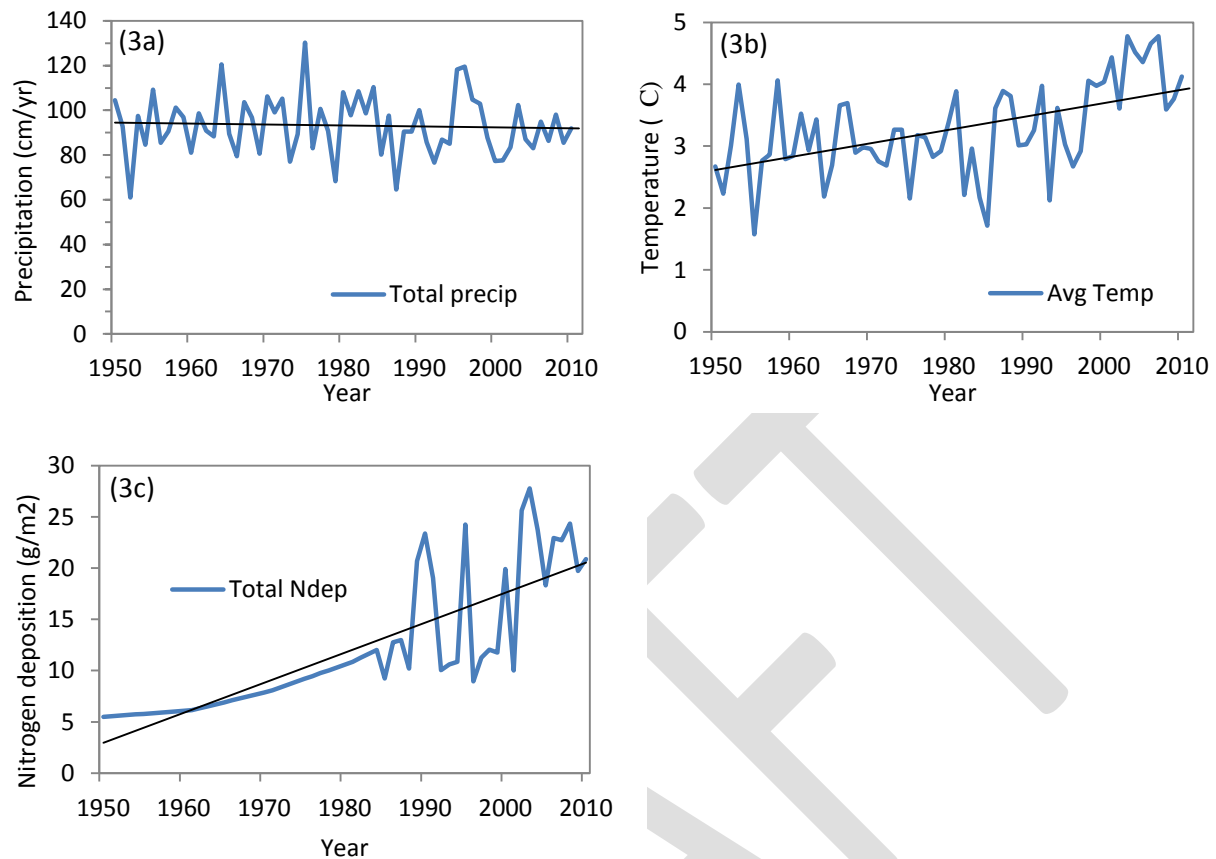 (3a)
Precipitation (cm/yr)
140
120
100
80
60
40
20
0
Total precip
1950 1960 1970 1980 1990 2000 2010
Year
(3b)
Temperature ( C)
5
4
3
2
1
0
Avg Temp
1950 1960 1970 1980 1990 2000 2010
Year
(3c)
Nitrogen deposition (g/m2)
30
25
20
15
10
5
0
Total Ndep
1950 1960 1970 1980 1990 2000 2010
Year